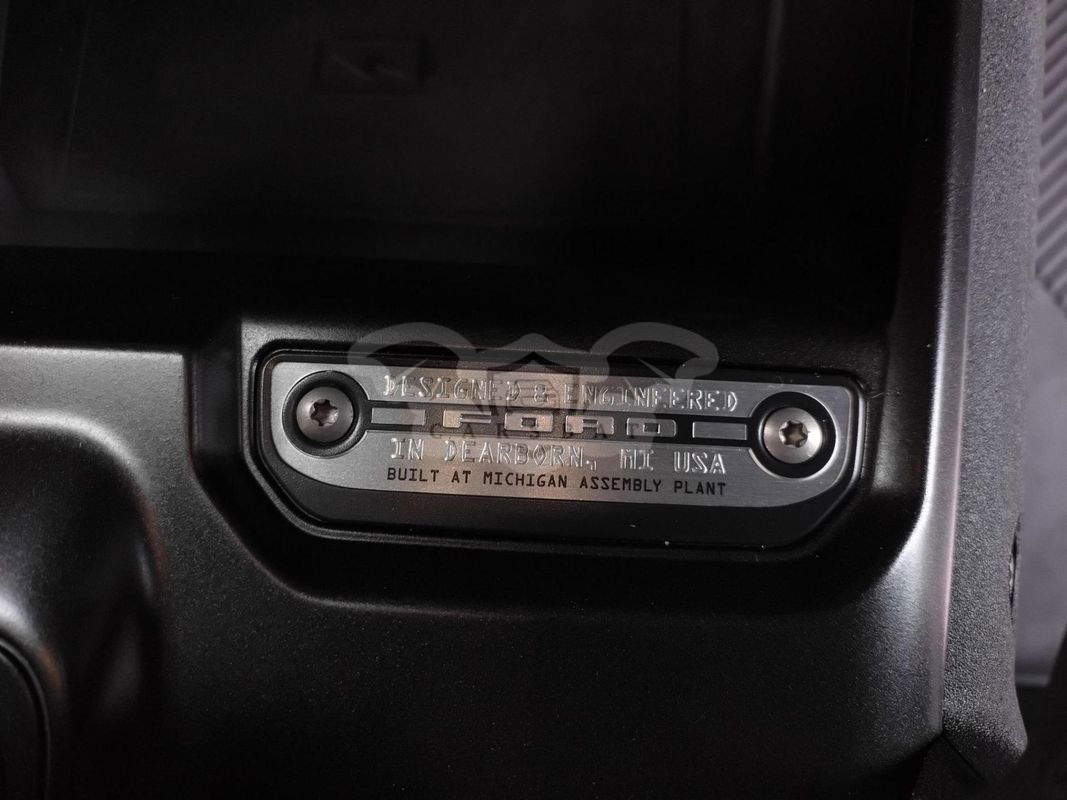 DESIGNED & ENGINEERED
FORD
IN DEARBORN, MI USA
BUILT AT MICHIGAN ASSEMBLY PLANT